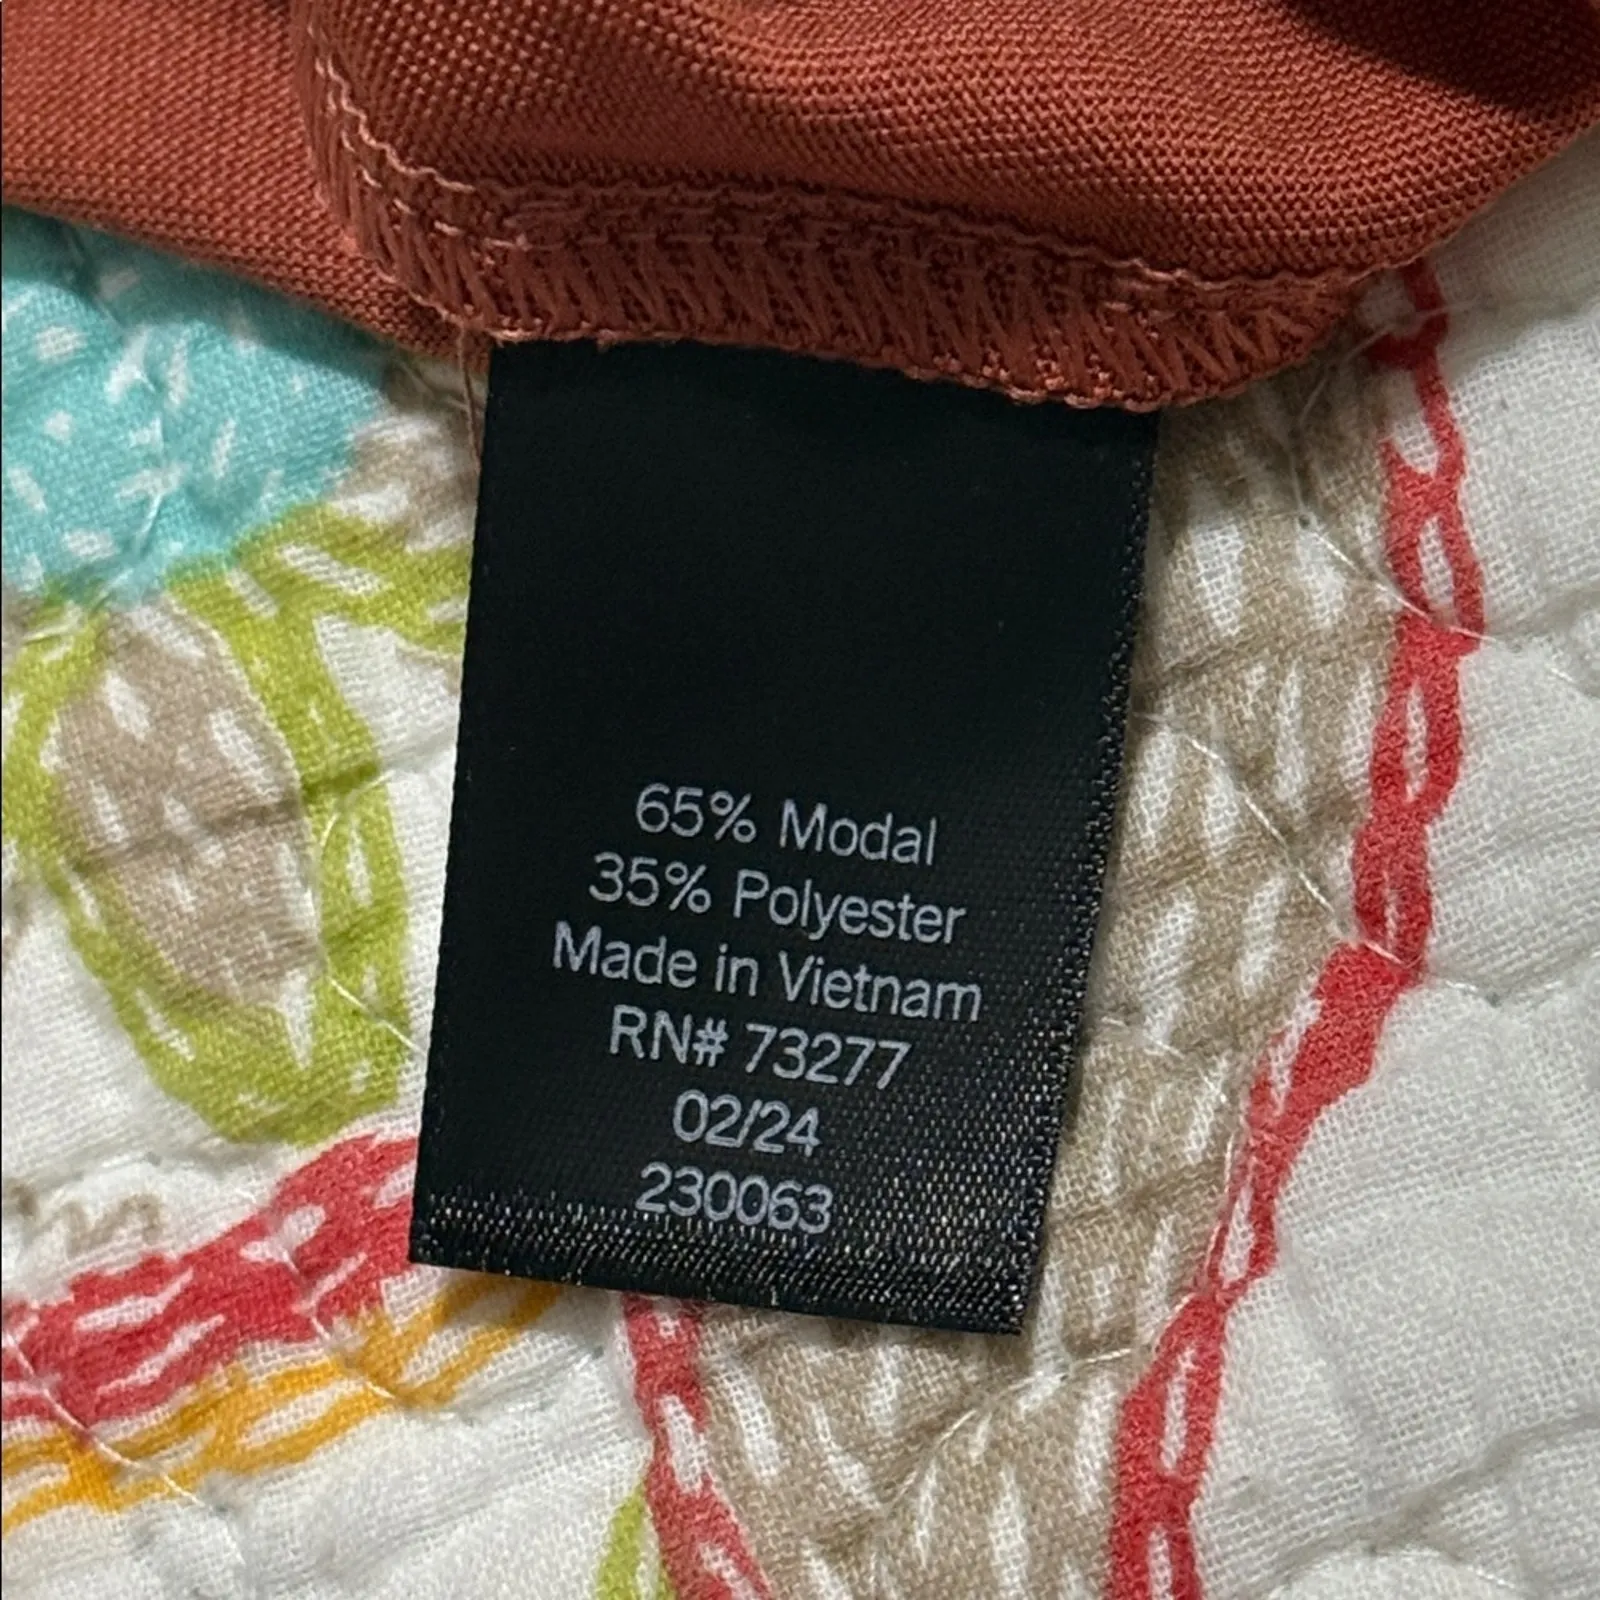 65% Modal
35% Polyester
Made in Vietnam
RN# 73277
02/24
230063